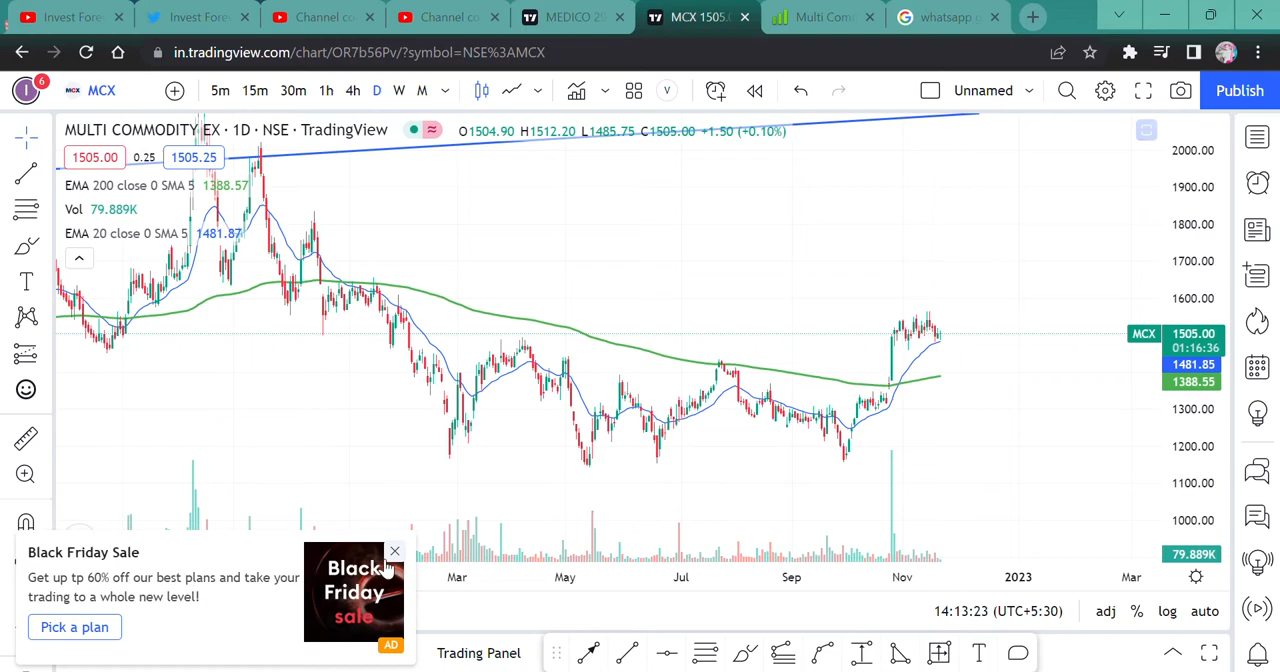 Invest Fore
Invest Fore
Channel co
Channel co
MEDICO 25
MCX 1505.
Multi Com
whatsapp
in.tradingview.com/chart/OR7b56Pv/?symbol=NSE%3AMCX
I
6
MCX
MCX
5m 15m 30m 1h 4h D W M
V
Unnamed
Publish
MULTI COMMODITY EX · 1D · NSE · TradingView
O1504.90 H1512.20 L1485.75 C1505.00 +1.50 (+0.10%)
1505.00 0.25 1505.25
EMA 200 close 0 SMA 5 1388.57
Vol 79.889K
EMA 20 close 0 SMA 5 1481.87
2000.00
1900.00
1800.00
1700.00
1600.00
MCX 1505.00
01:16:36
1481.85
1388.55
1300.00
1200.00
1100.00
1000.00
79.889K
Mar May Jul Sep Nov 2023 Mar
Black Friday Sale
Get up tp 60% off our best plans and take your
trading to a whole new level!
Pick a plan
Black
Friday
sale
AD
14:13:23 (UTC+5:30)
adj % log auto
Trading Panel
T